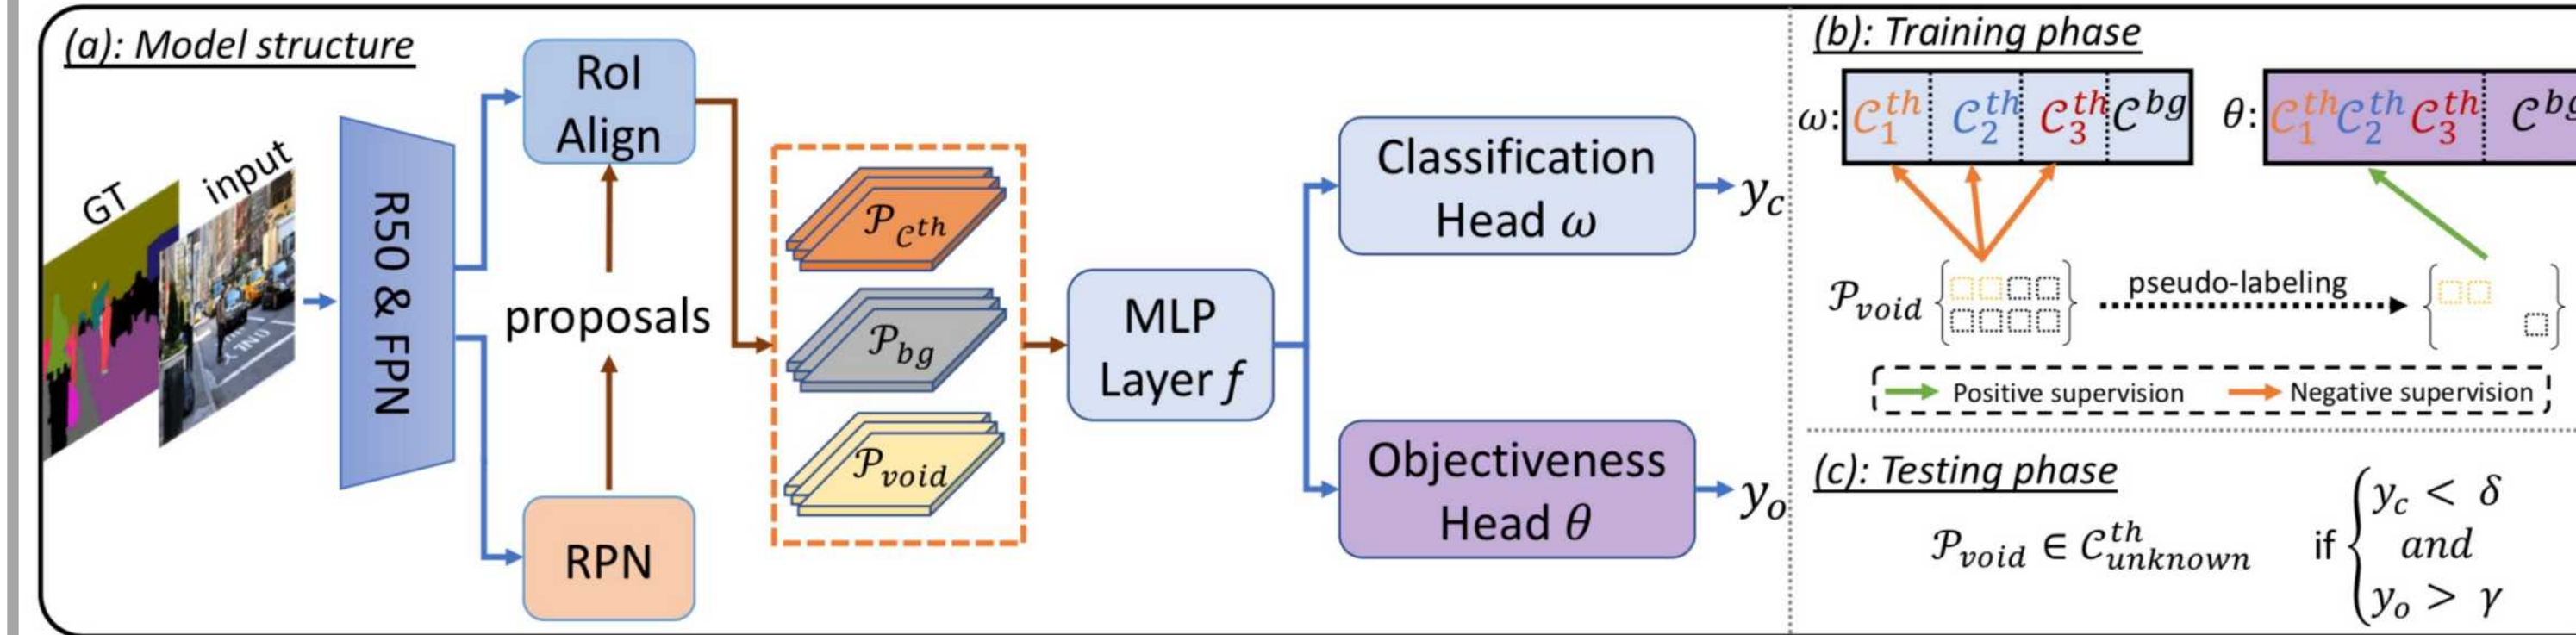 (a): Model structure
GT
input
R50 & FPN
RoI
Align
proposals
RPN
𝒫_{𝒞^{th}}
𝒫_{bg}
𝒫_{void}
MLP
Layer f
Classification
Head ω
y_c
Objectiveness
Head θ
y_o
(b): Training phase
ω: 𝒞_1^{th} 𝒞_2^{th} 𝒞_3^{th} 𝒞^{bg}
θ: 𝒞_1^{th} 𝒞_2^{th} 𝒞_3^{th} 𝒞^{bg}
𝒫_{void}
pseudo-labeling
Positive supervision
Negative supervision
(c): Testing phase
𝒫_{void} ∈ 𝒞_{unknown}^{th} if { y_c < δ
and
y_o > γ